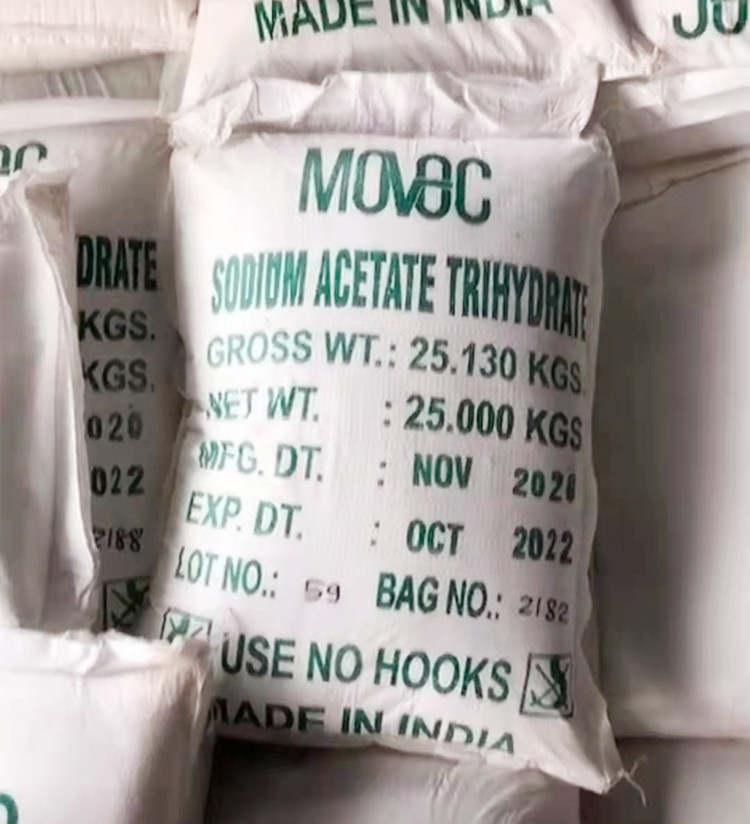 MADE IN INDIA
MOVOC
SODIUM ACETATE TRIHYDRATE
GROSS WT.: 25.130 KGS.
NET WT. : 25.000 KGS
MFG. DT. : NOV 2020
EXP. DT. : OCT 2022
LOT NO.: 59 BAG NO.: 2182
USE NO HOOKS
MADE IN INDIA
DRATE
KGS.
KGS.
020
022
2188